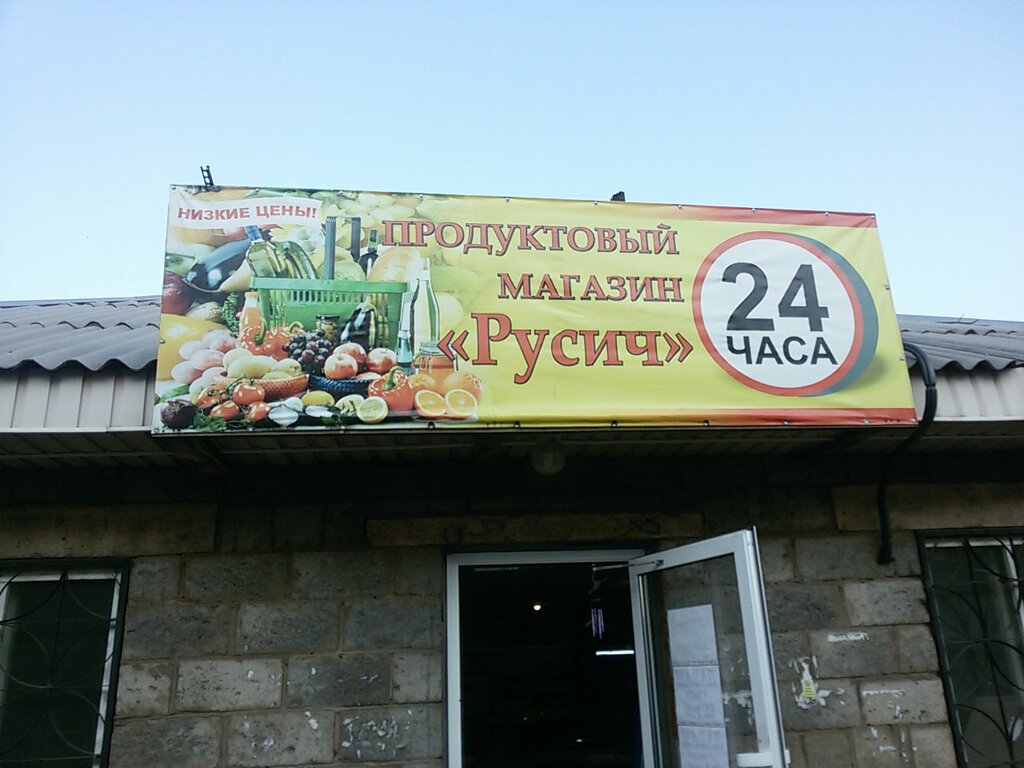 НИЗКИЕ ЦЕНЫ!
ПРОДУКТОВЫЙ
МАГАЗИН
«Русич»
24
ЧАСА